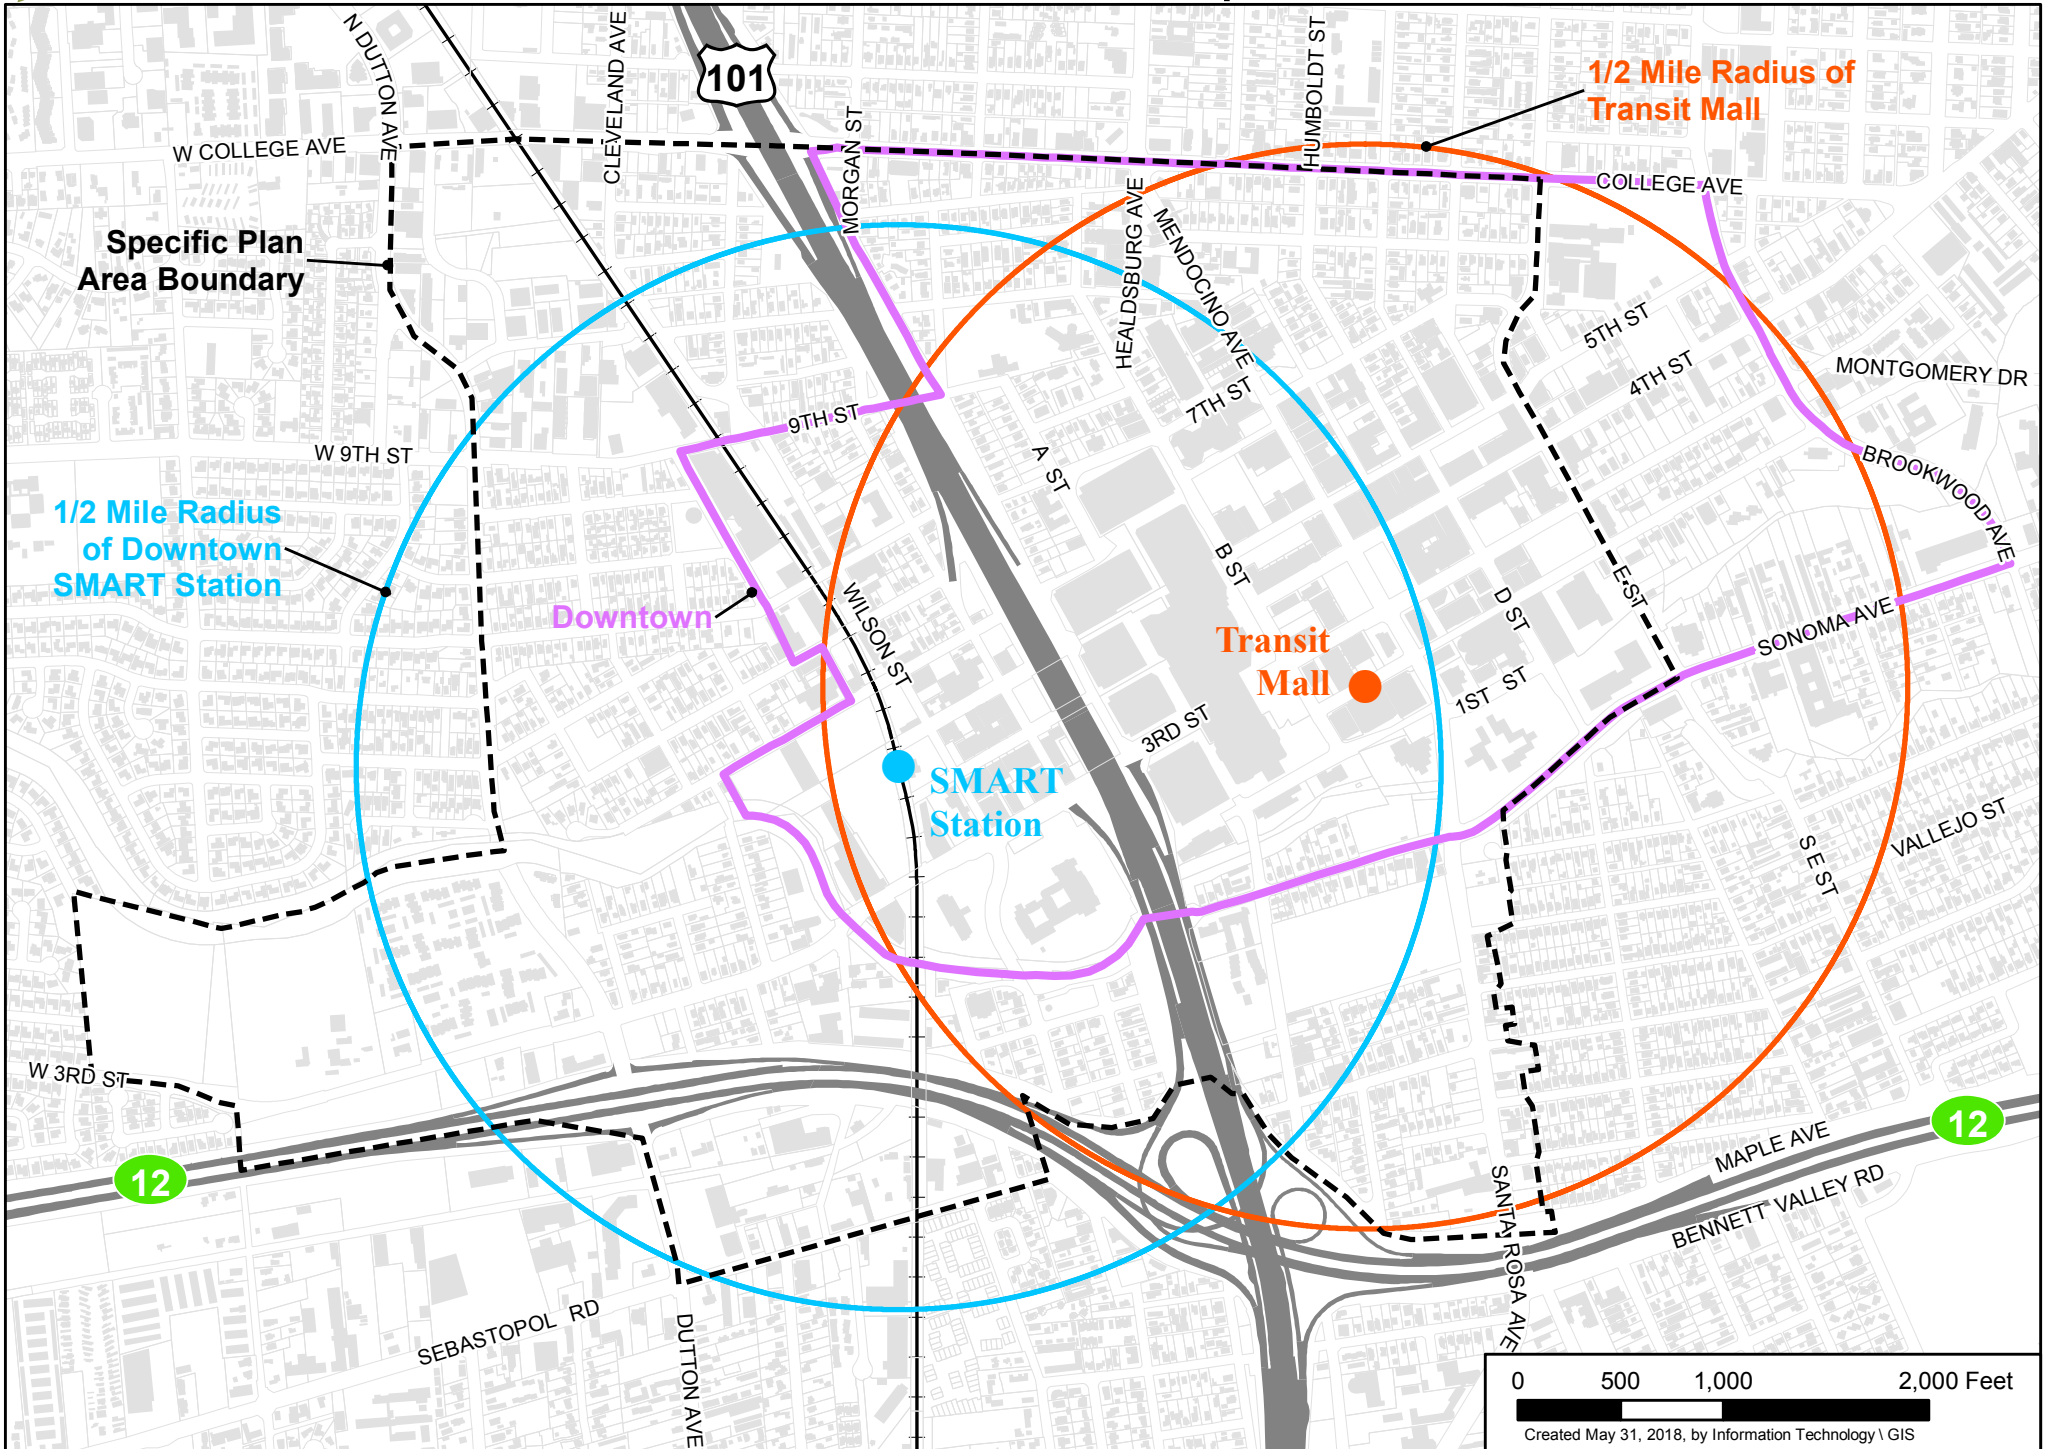 N DUTTON AVE
CLEVELAND AVE
101
MORGAN ST
HUMBOLDT ST
1/2 Mile Radius of
Transit Mall
W COLLEGE AVE
COLLEGE AVE
HEALDSBURG AVE
MENDOCINO AVE
Specific Plan
Area Boundary
5TH ST
4TH ST
MONTGOMERY DR
7TH ST
9TH ST
W 9TH ST
A ST
BROOKWOOD AVE
1/2 Mile Radius
of Downtown
SMART Station
B ST
E ST
D ST
Downtown
WILSON ST
SONOMA AVE
Transit
Mall
1ST ST
3RD ST
SMART
Station
S E ST
VALLEJO ST
W 3RD ST
12
12
MAPLE AVE
BENNETT VALLEY RD
SANTA ROSA AVE
SEBASTOPOL RD
DUTTON AVE
0 500 1,000 2,000 Feet
Created May 31, 2018, by Information Technology \ GIS